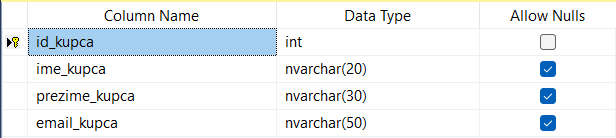 Column Name Data Type Allow Nulls
id_kupca int
ime_kupca nvarchar(20)
prezime_kupca nvarchar(30)
email_kupca nvarchar(50)